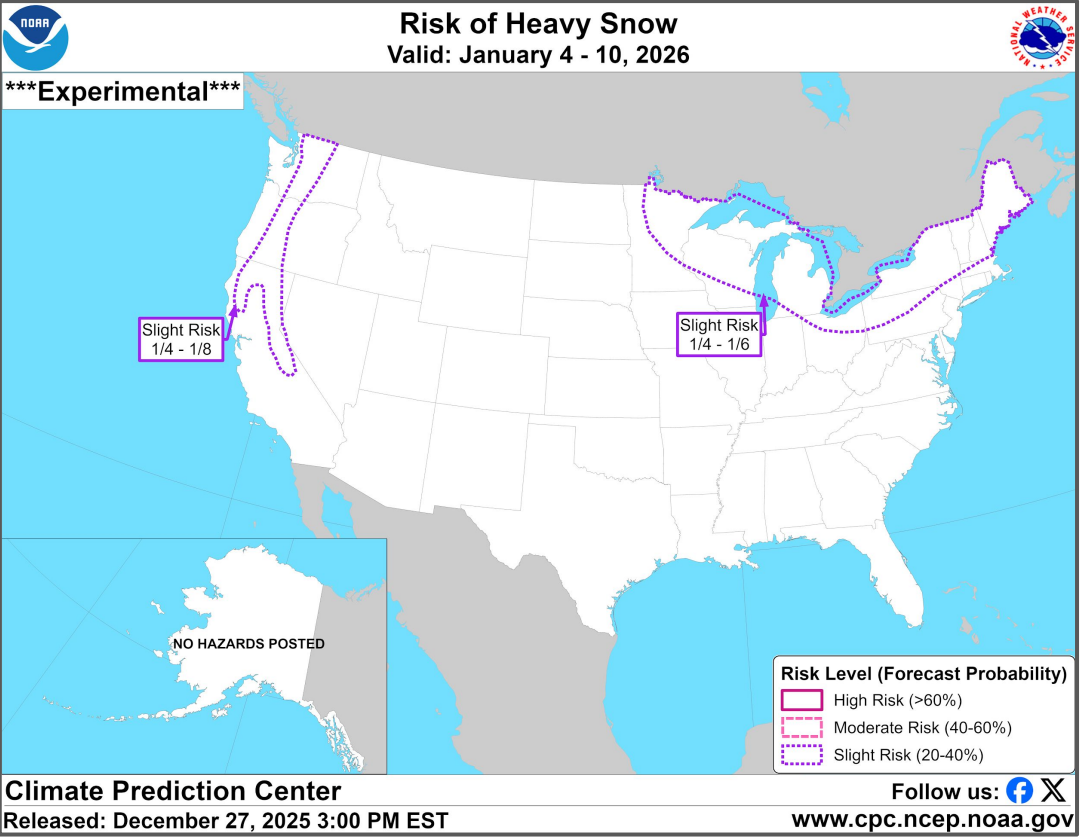 NOAA
Risk of Heavy Snow
Valid: January 4 - 10, 2026
NATIONAL WEATHER SERVICE
***Experimental***
Slight Risk
1/4 - 1/8
Slight Risk
1/4 - 1/6
NO HAZARDS POSTED
Risk Level (Forecast Probability)
High Risk (>60%)
Moderate Risk (40-60%)
Slight Risk (20-40%)
Climate Prediction Center
Follow us:
Released: December 27, 2025 3:00 PM EST
www.cpc.ncep.noaa.gov